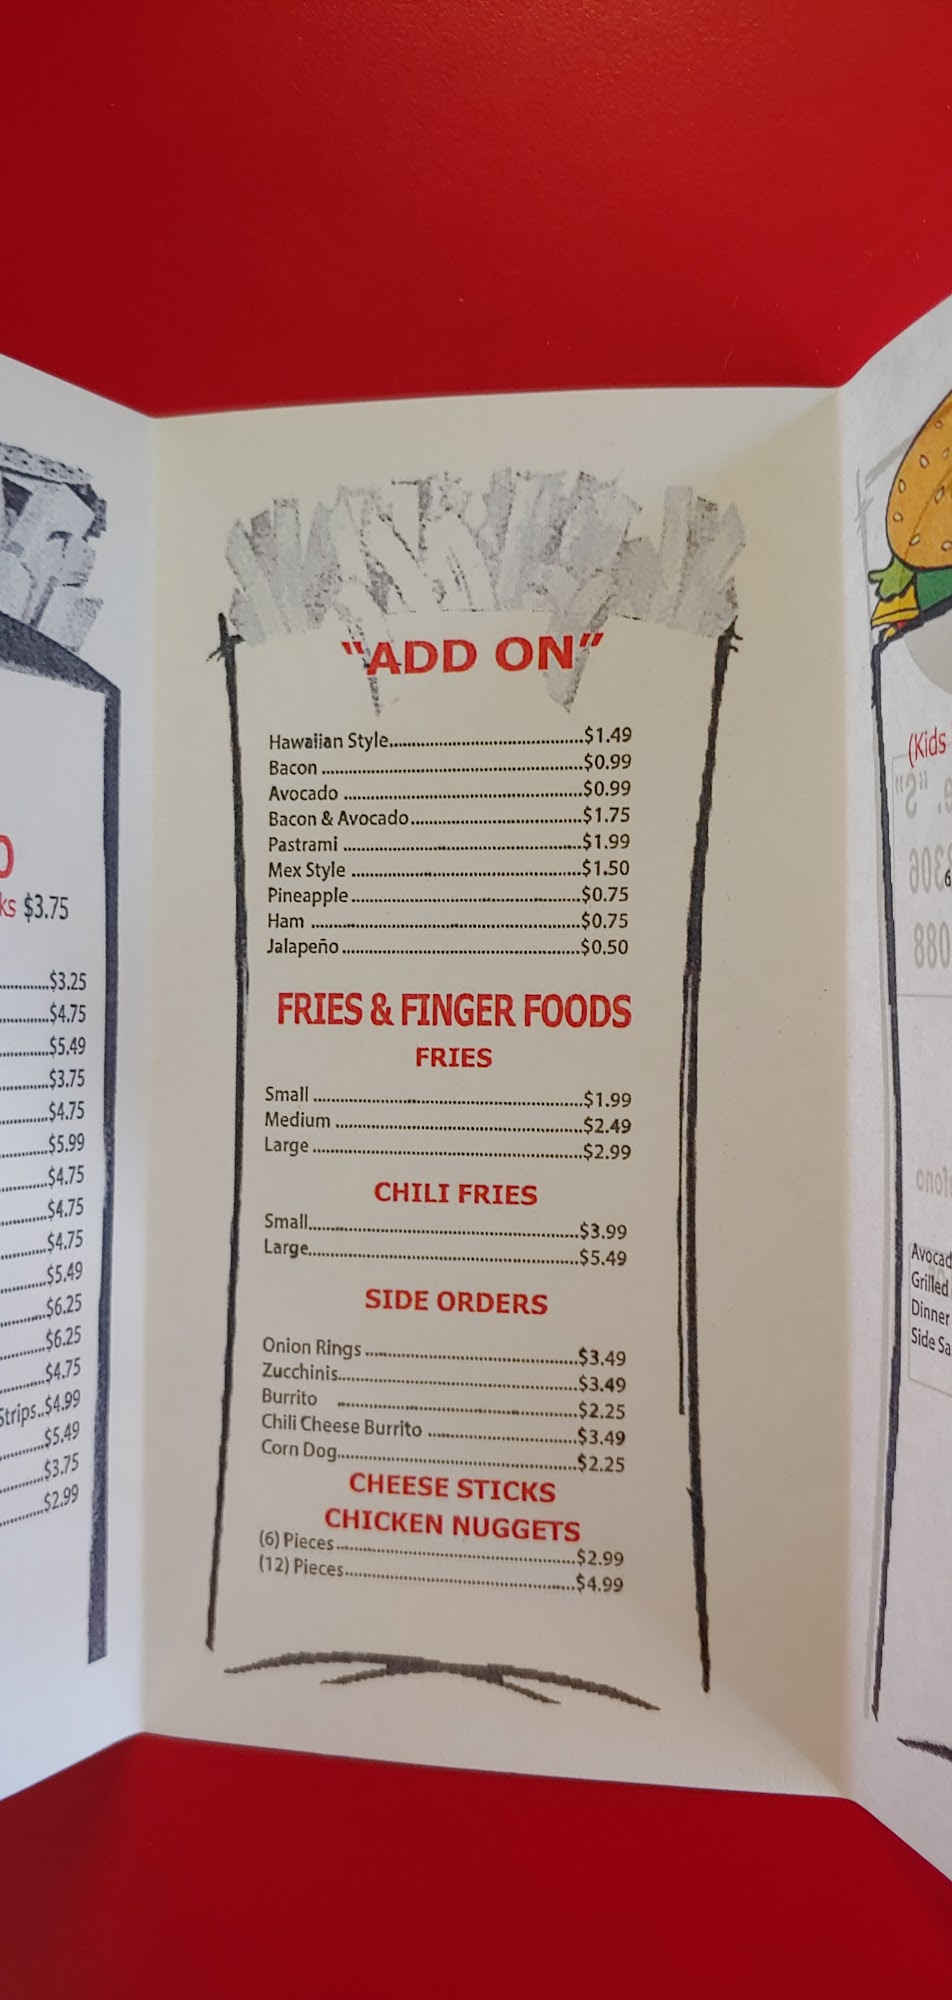 O
ks $3.75
$3.25
$4.75
$5.49
$3.75
$4.75
$5.99
$4.75
$4.75
$4.75
$5.49
$6.25
$6.25
$4.75
Strips..$4.99
$5.49
$3.75
$2.99
"ADD ON"
Hawaiian Style $1.49
Bacon $0.99
Avocado $0.99
Bacon & Avocado $1.75
Pastrami $1.99
Mex Style $1.50
Pineapple $0.75
Ham $0.75
Jalapeño $0.50
FRIES & FINGER FOODS
FRIES
Small $1.99
Medium $2.49
Large $2.99
CHILI FRIES
Small $3.99
Large $5.49
SIDE ORDERS
Onion Rings $3.49
Zucchinis $3.49
Burrito $2.25
Chili Cheese Burrito $3.49
Corn Dog $2.25
CHEESE STICKS
CHICKEN NUGGETS
(6) Pieces $2.99
(12) Pieces $4.99
(Kids
6
Avocad
Grilled
Dinner
Side Sa